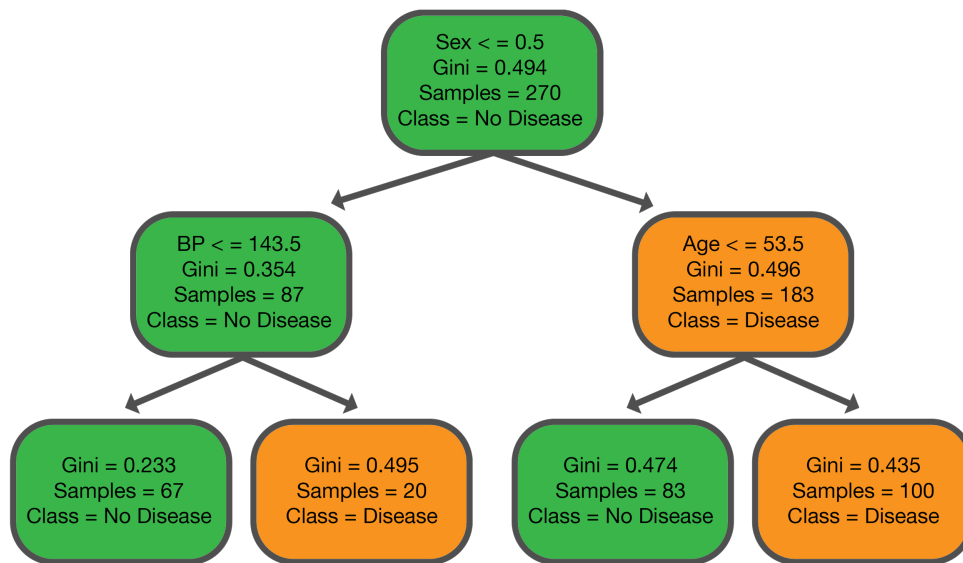 Sex < = 0.5
Gini = 0.494
Samples = 270
Class = No Disease
BP < = 143.5
Gini = 0.354
Samples = 87
Class = No Disease
Age < = 53.5
Gini = 0.496
Samples = 183
Class = Disease
Gini = 0.233
Samples = 67
Class = No Disease
Gini = 0.495
Samples = 20
Class = Disease
Gini = 0.474
Samples = 83
Class = No Disease
Gini = 0.435
Samples = 100
Class = Disease